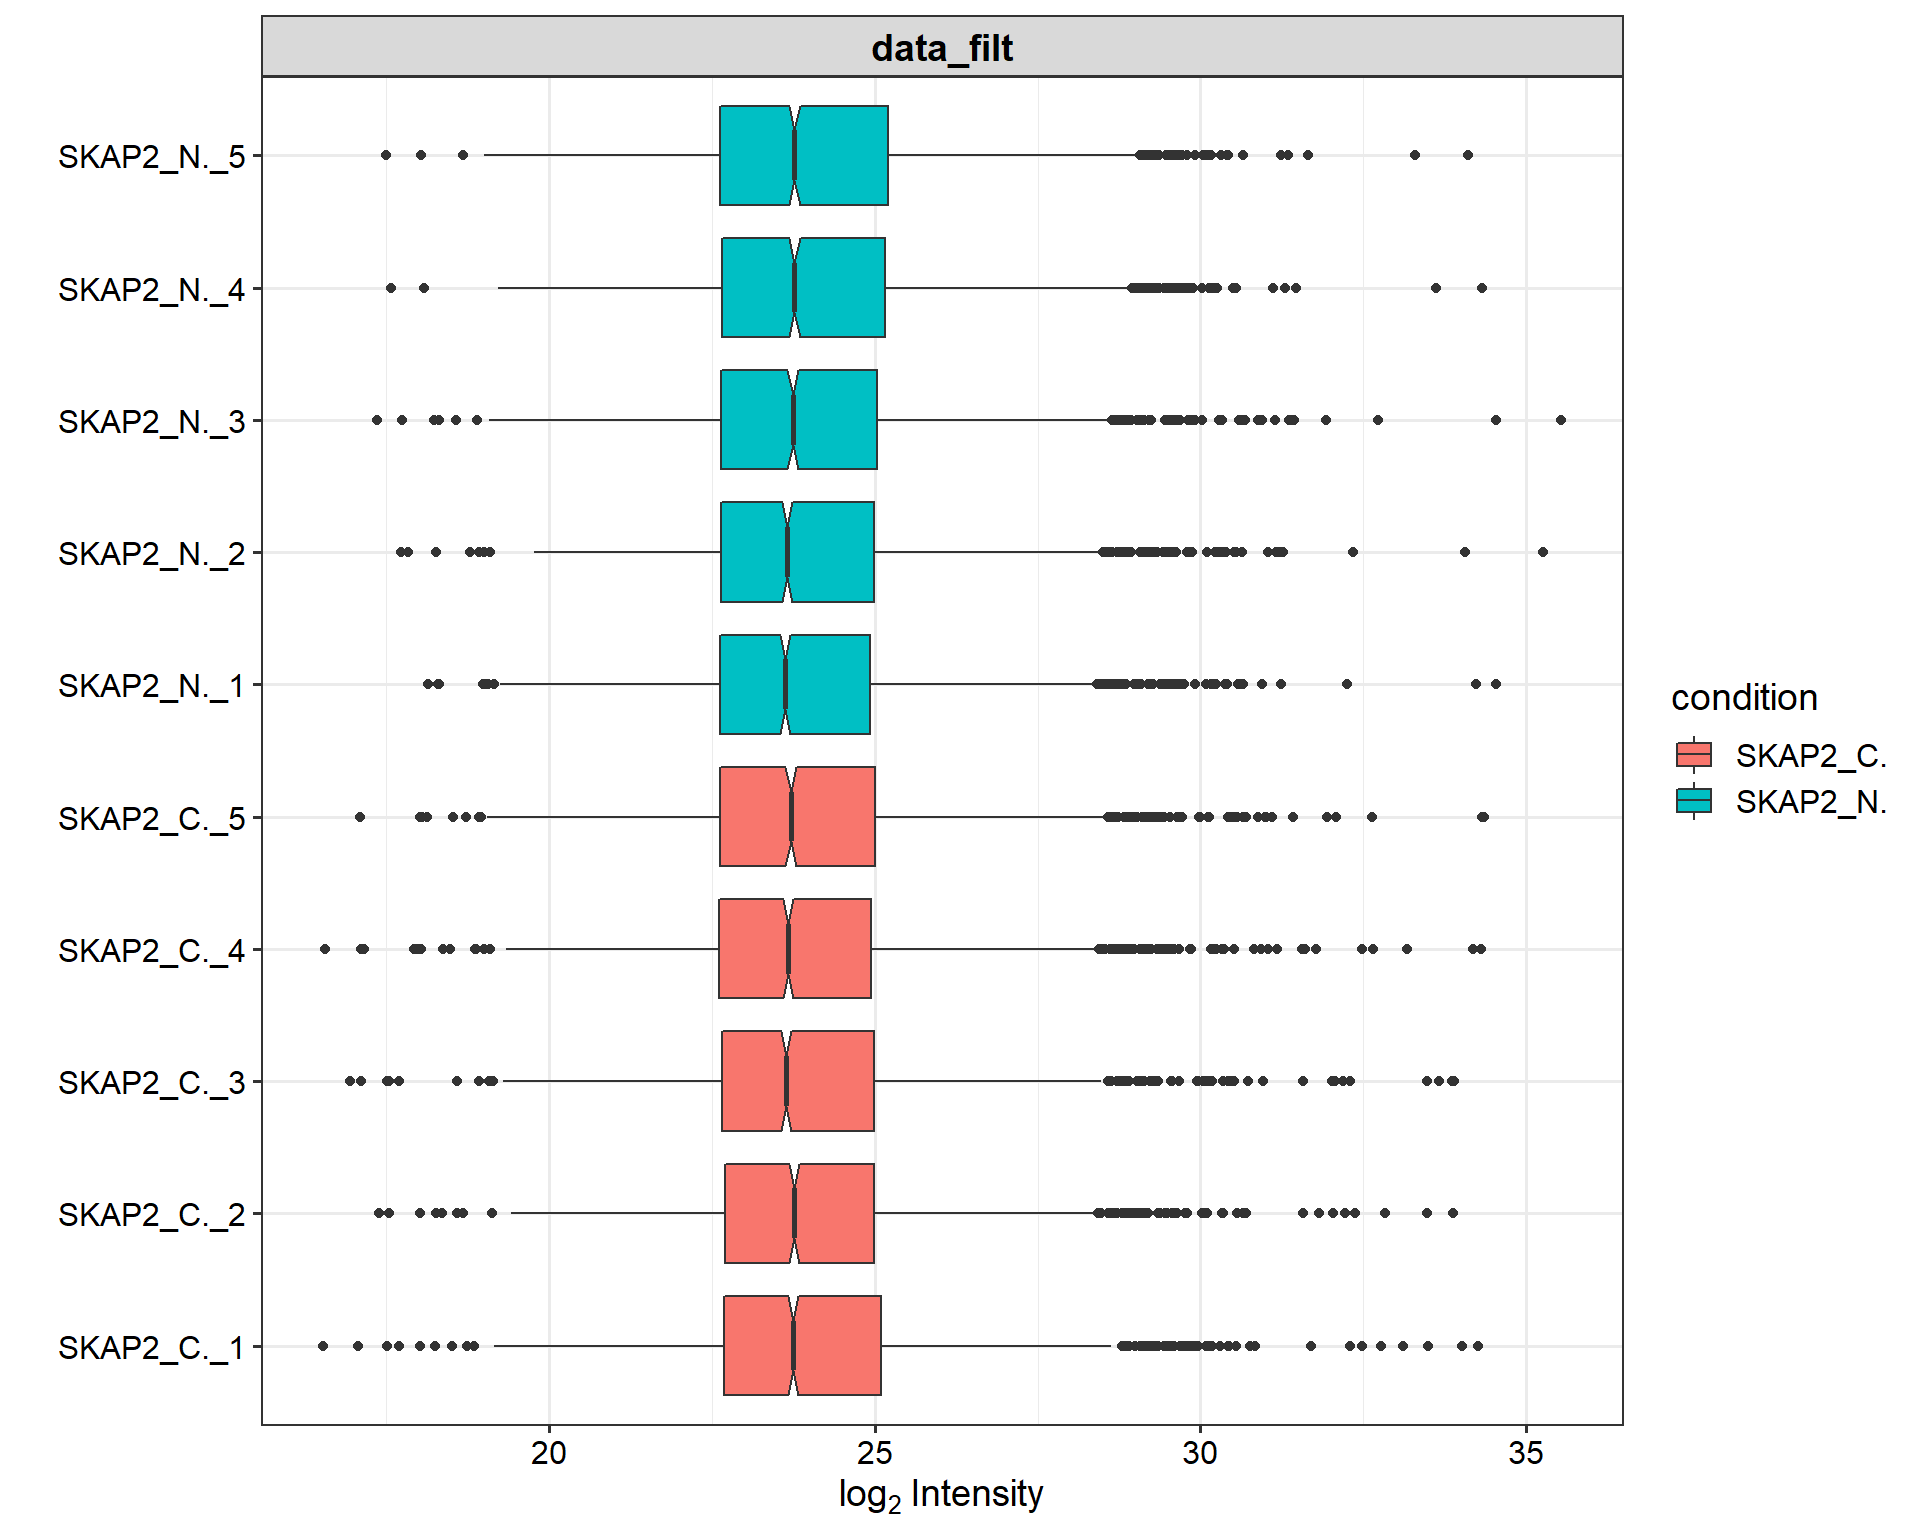 data_filt
SKAP2_N._5
SKAP2_N._4
SKAP2_N._3
SKAP2_N._2
SKAP2_N._1
SKAP2_C._5
SKAP2_C._4
SKAP2_C._3
SKAP2_C._2
SKAP2_C._1
20 25 30 35
log₂ Intensity
condition
SKAP2_C.
SKAP2_N.